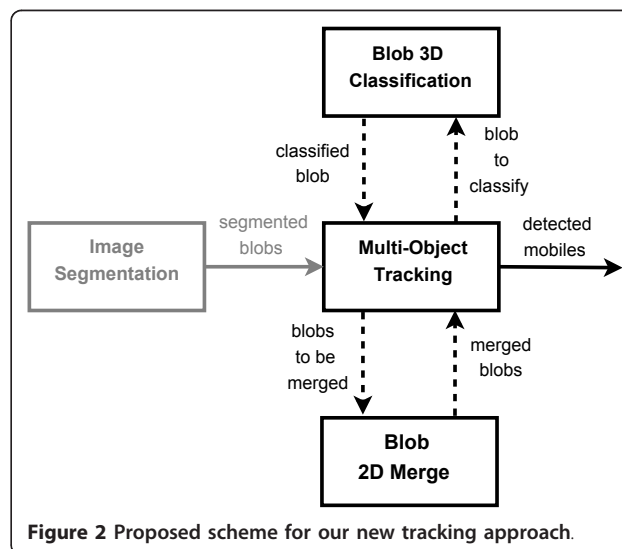 Blob 3D
Classification
classified
blob
blob
to
classify
segmented
blobs
detected
mobiles
Image
Segmentation
Multi-Object
Tracking
blobs
to be
merged
merged
blobs
Blob
2D Merge
Figure 2 Proposed scheme for our new tracking approach.